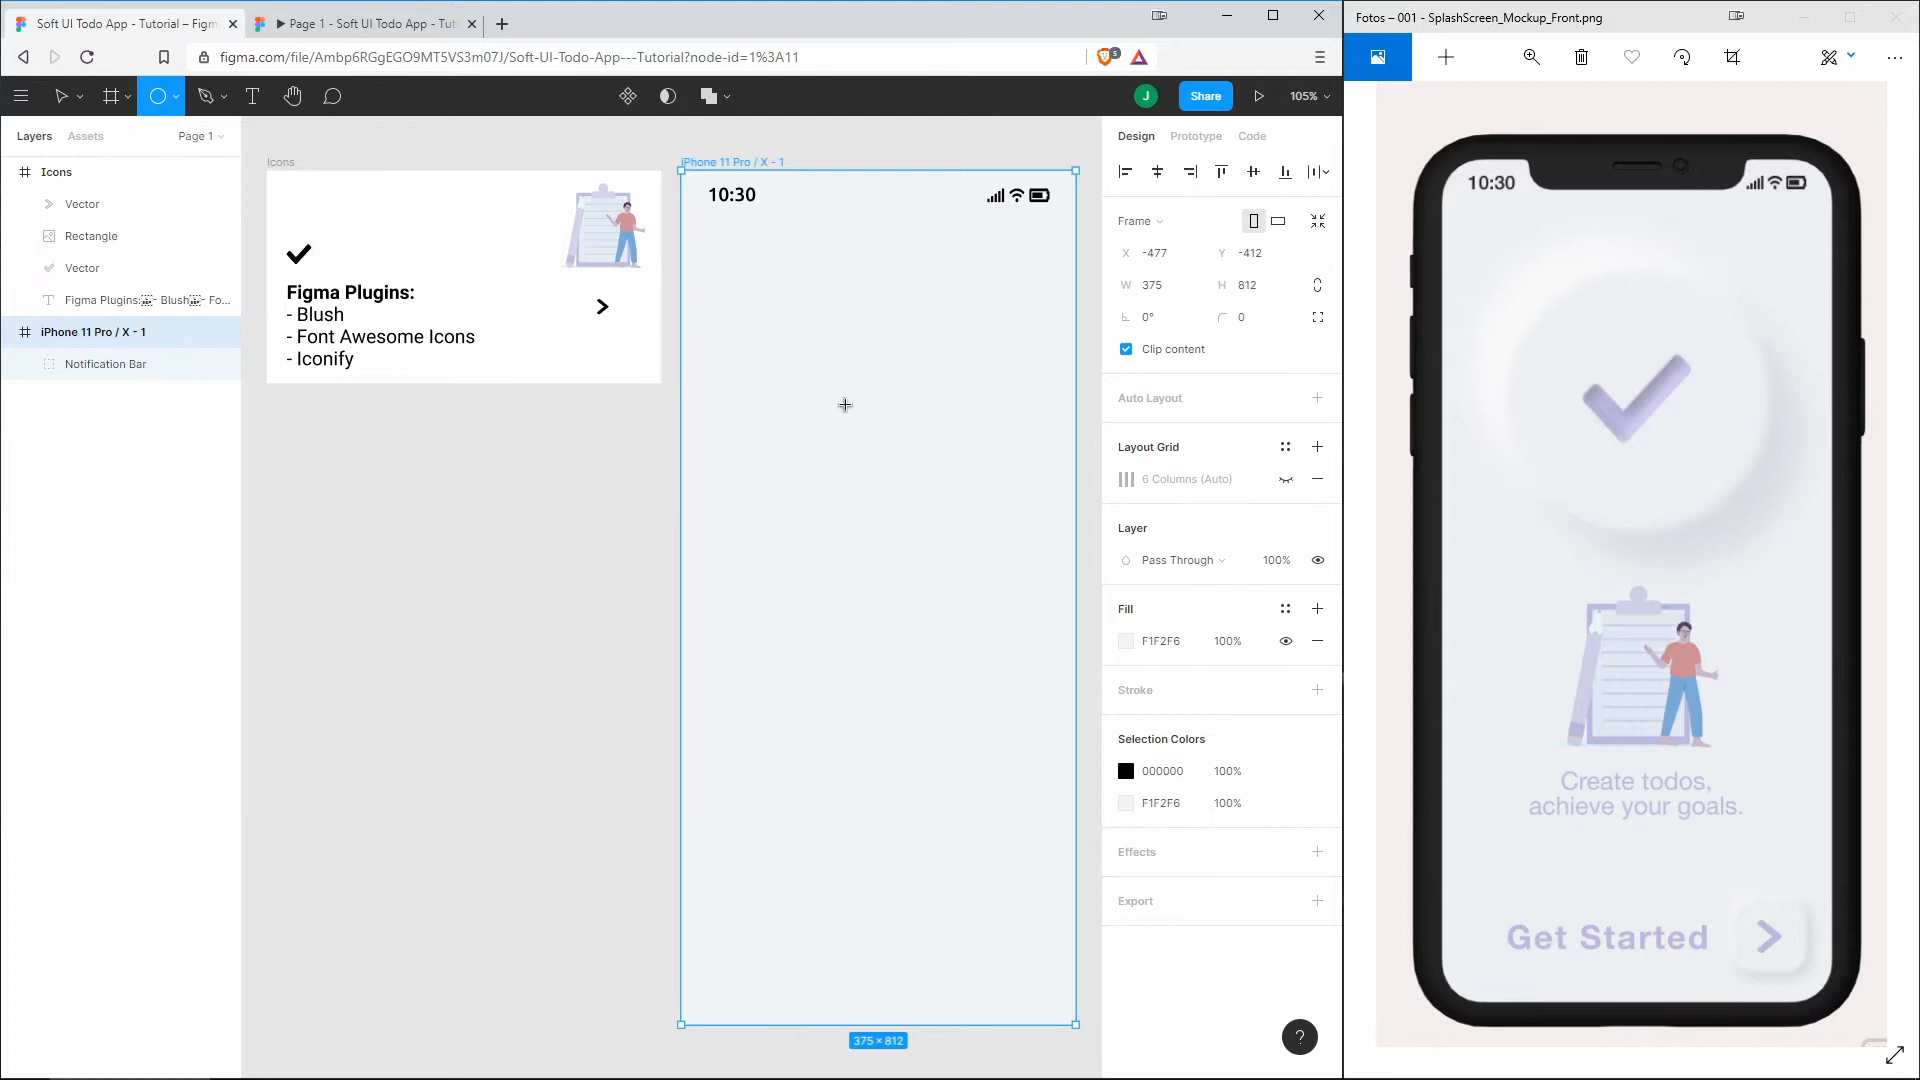 Soft UI Todo App - Tutorial – Figm
Page 1 - Soft UI Todo App - Tut
Fotos – 001 - SplashScreen_Mockup_Front.png
figma.com/file/Ambp6RGgEGO9MT5VS3m07J/Soft-UI-Todo-App---Tutorial?node-id=1%3A11
5
J
Share
105%
Layers
Assets
Page 1
Icons
Vector
Rectangle
Vector
Figma Plugins: - Blush - Fo...
iPhone 11 Pro / X - 1
Notification Bar
Icons
Figma Plugins:
- Blush
- Font Awesome Icons
- Iconify
iPhone 11 Pro / X - 1
10:30
375 × 812
Design
Prototype
Code
Frame
X -477
Y -412
W 375
H 812
0°
0
Clip content
Auto Layout
Layout Grid
6 Columns (Auto)
Layer
Pass Through
100%
Fill
F1F2F6
100%
Stroke
Selection Colors
000000
100%
F1F2F6
100%
Effects
Export
?
10:30
Create todos,
achieve your goals.
Get Started